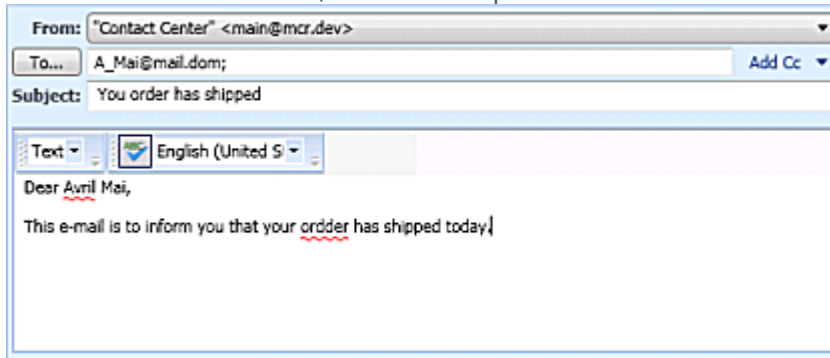 From: "Contact Center" <main@mcr.dev>
To... A_Mai@mail.dom; Add Cc
Subject: You order has shipped
Text ABC English (United S
Dear Avril Mai,
This e-mail is to inform you that your ordder has shipped today.